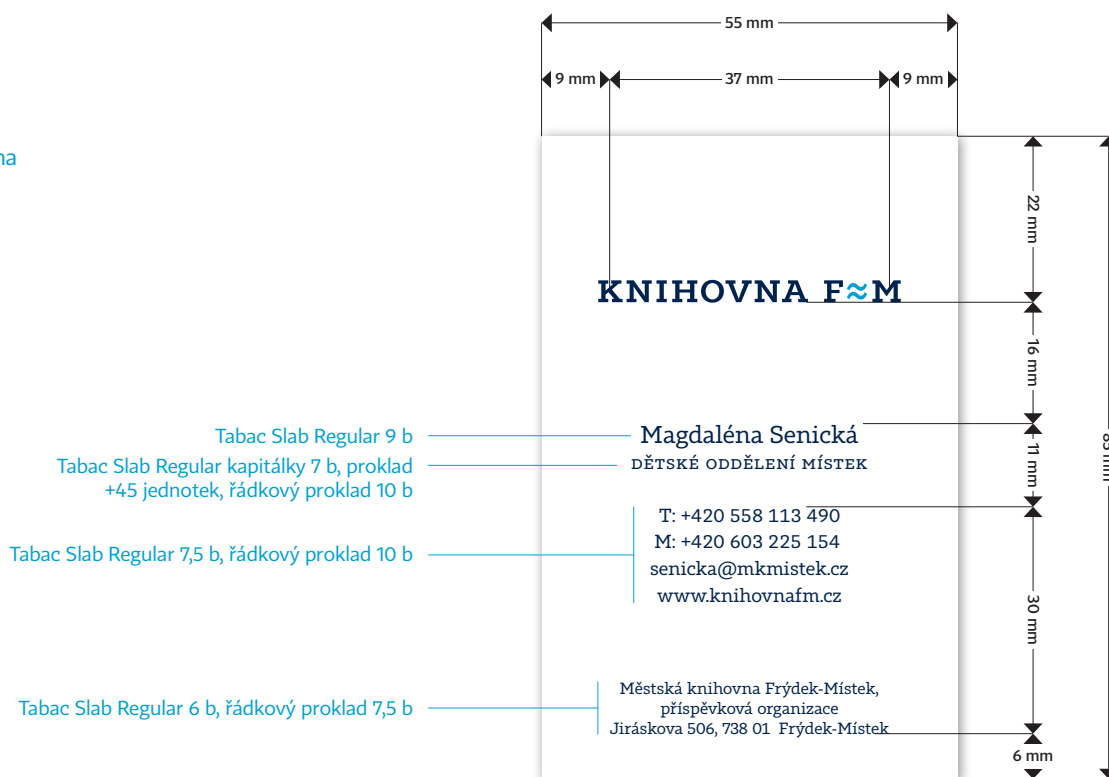 55 mm
9 mm
37 mm
9 mm
na
22 mm
KNIHOVNA F≈M
16 mm
Tabac Slab Regular 9 b
Magdaléna Senická
Tabac Slab Regular kapitálky 7 b, proklad
+45 jednotek, řádkový proklad 10 b
DĚTSKÉ ODDĚLENÍ MÍSTEK
11 mm
85 mm
T: +420 558 113 490
M: +420 603 225 154
senicka@mkmistek.cz
www.knihovnafm.cz
Tabac Slab Regular 7,5 b, řádkový proklad 10 b
30 mm
Tabac Slab Regular 6 b, řádkový proklad 7,5 b
Městská knihovna Frýdek-Místek,
příspěvková organizace
Jiráskova 506, 738 01 Frýdek-Místek
6 mm